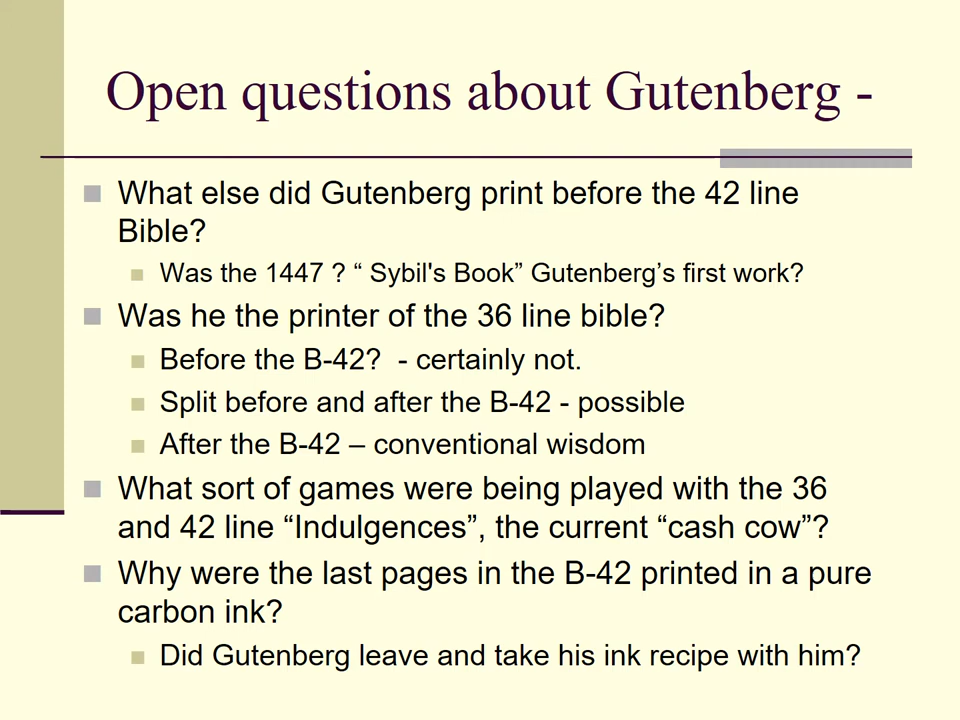 Open questions about Gutenberg -
What else did Gutenberg print before the 42 line
Bible?
Was the 1447 ? “ Sybil's Book” Gutenberg’s first work?
Was he the printer of the 36 line bible?
Before the B-42?  - certainly not.
Split before and after the B-42 - possible
After the B-42 – conventional wisdom
What sort of games were being played with the 36
and 42 line “Indulgences”, the current “cash cow”?
Why were the last pages in the B-42 printed in a pure
carbon ink?
Did Gutenberg leave and take his ink recipe with him?